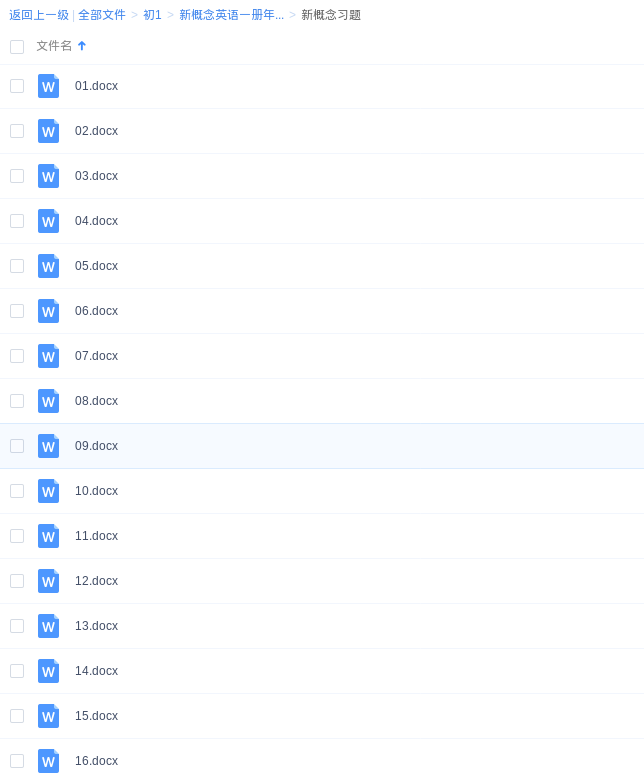 返回上一级 | 全部文件 > 初1 > 新概念英语一册年... > 新概念习题
文件名
01.docx
02.docx
03.docx
04.docx
05.docx
06.docx
07.docx
08.docx
09.docx
10.docx
11.docx
12.docx
13.docx
14.docx
15.docx
16.docx